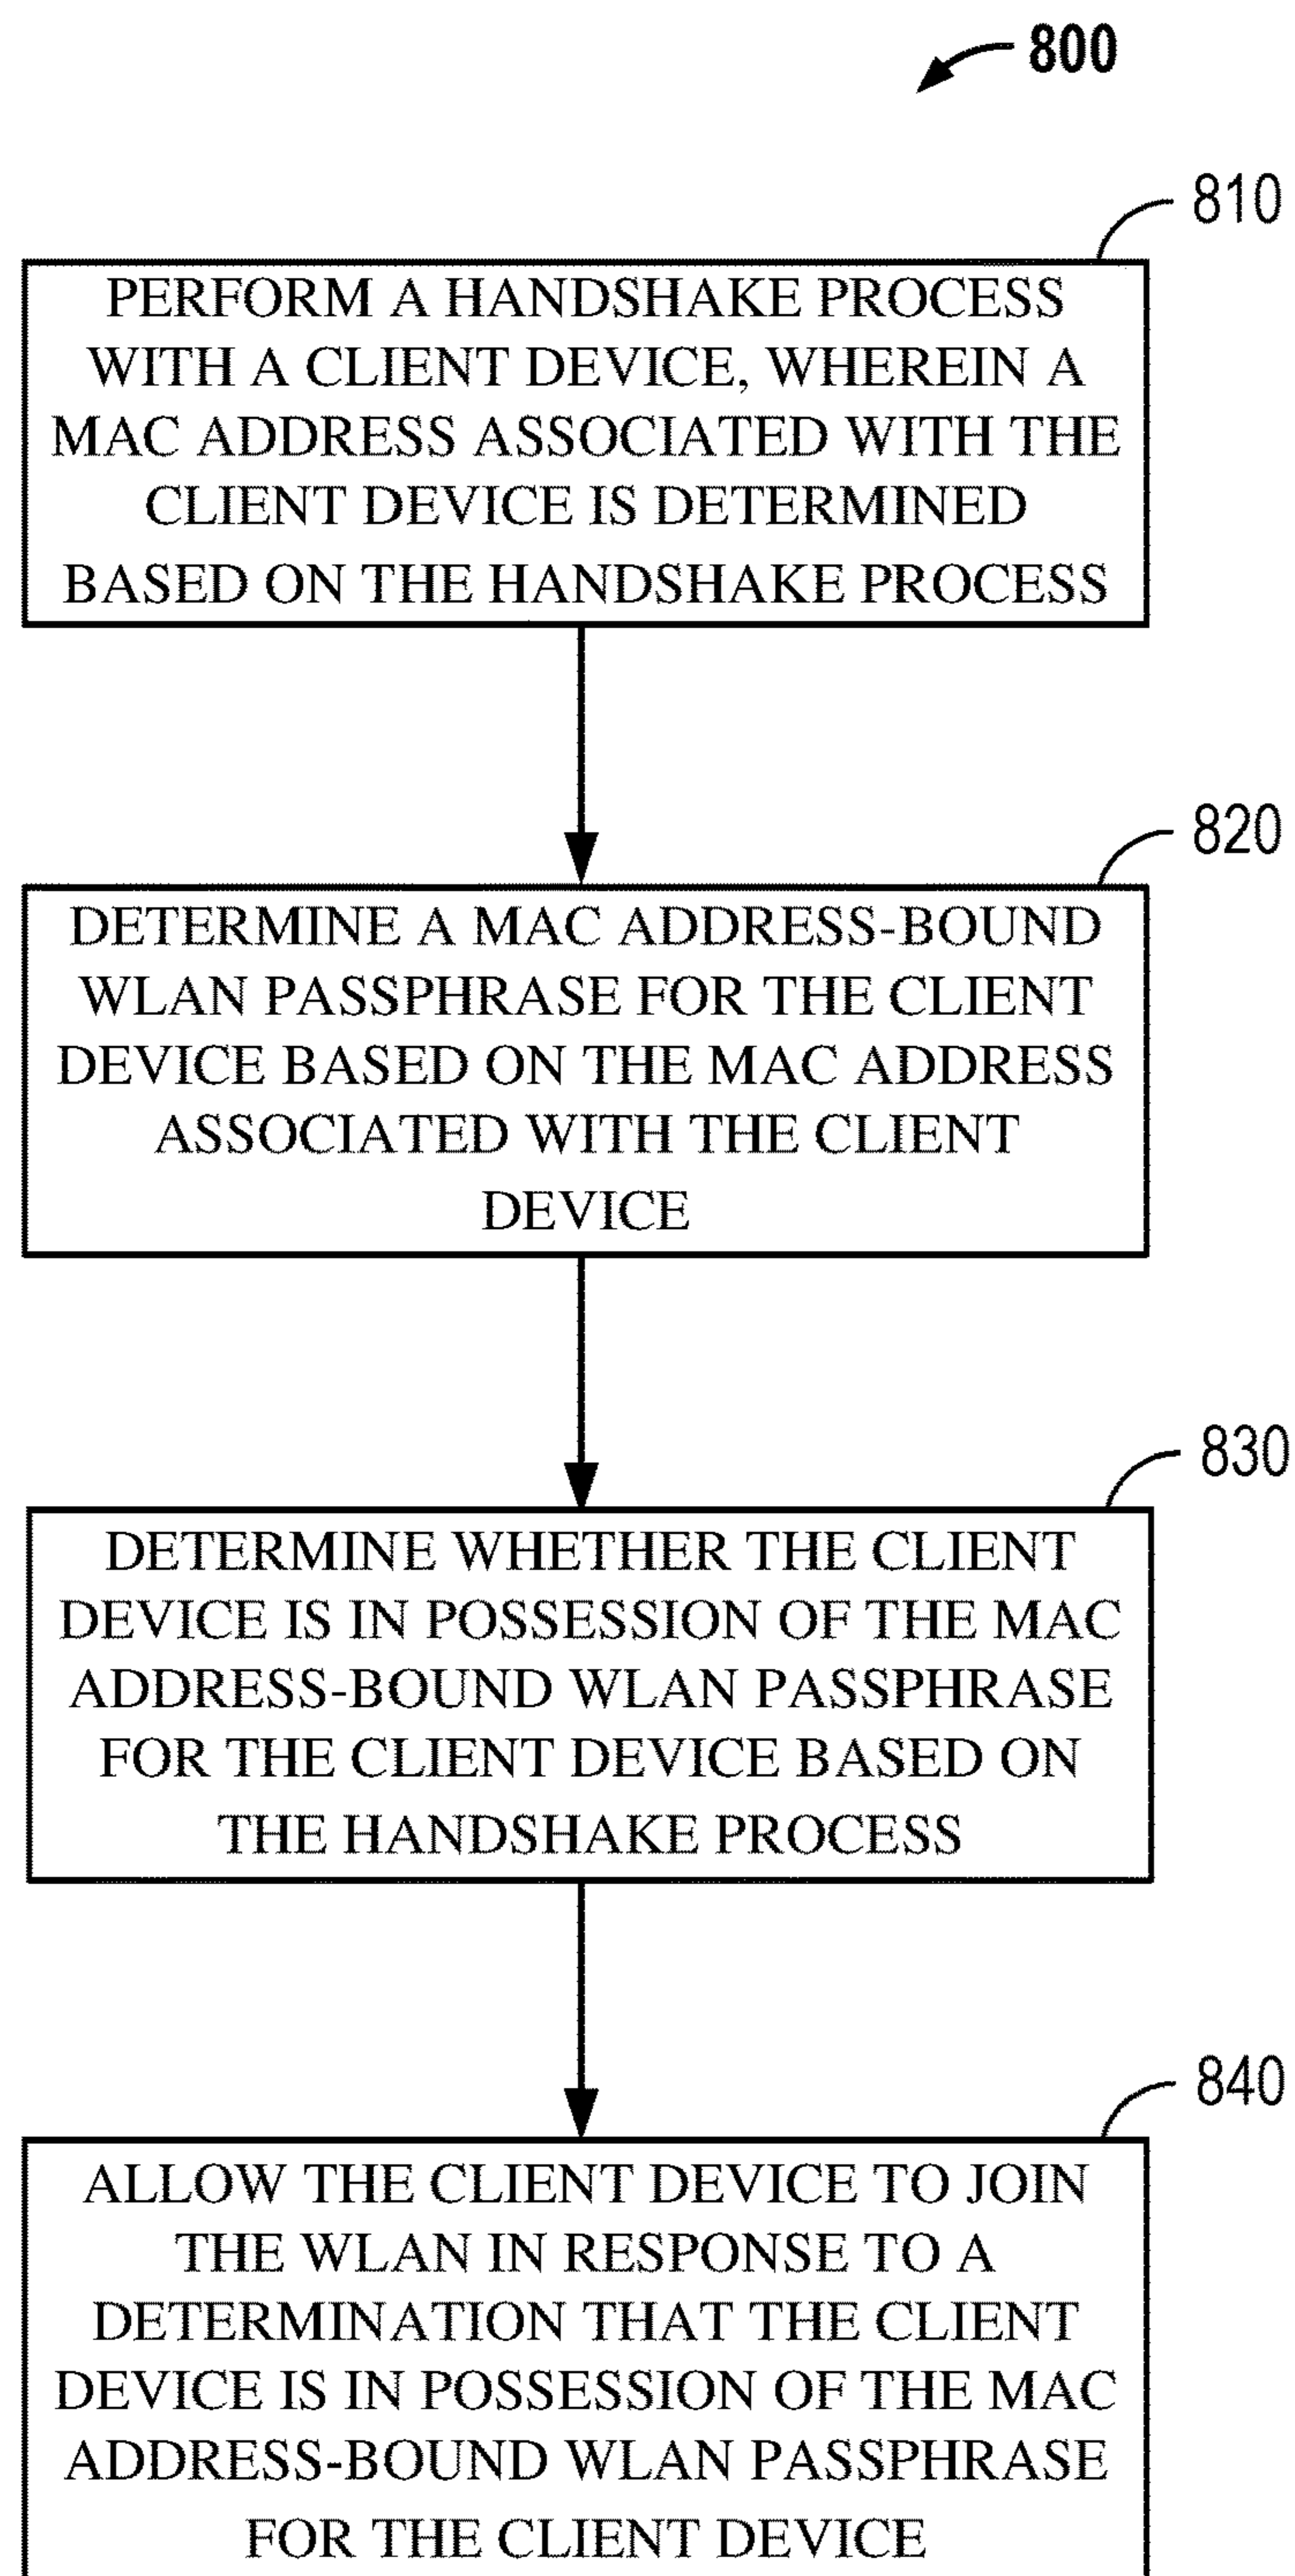 800
810
PERFORM A HANDSHAKE PROCESS
WITH A CLIENT DEVICE, WHEREIN A
MAC ADDRESS ASSOCIATED WITH THE
CLIENT DEVICE IS DETERMINED
BASED ON THE HANDSHAKE PROCESS
820
DETERMINE A MAC ADDRESS-BOUND
WLAN PASSPHRASE FOR THE CLIENT
DEVICE BASED ON THE MAC ADDRESS
ASSOCIATED WITH THE CLIENT
DEVICE
830
DETERMINE WHETHER THE CLIENT
DEVICE IS IN POSSESSION OF THE MAC
ADDRESS-BOUND WLAN PASSPHRASE
FOR THE CLIENT DEVICE BASED ON
THE HANDSHAKE PROCESS
840
ALLOW THE CLIENT DEVICE TO JOIN
THE WLAN IN RESPONSE TO A
DETERMINATION THAT THE CLIENT
DEVICE IS IN POSSESSION OF THE MAC
ADDRESS-BOUND WLAN PASSPHRASE
FOR THE CLIENT DEVICE